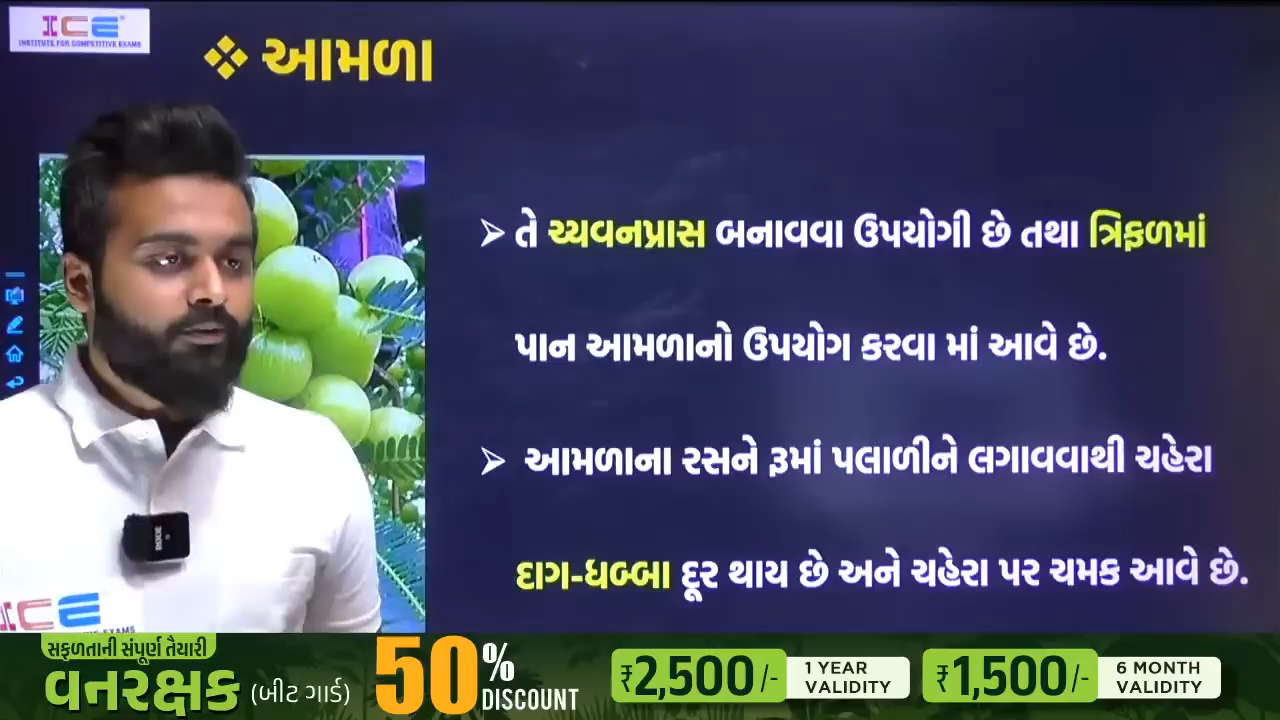 ICE
INSTITUTE FOR COMPETITIVE EXAMS
❖ આમળા
➢ તે ચ્યવનપ્રાસ બનાવવા ઉપયોગી છે તથા ત્રિફળમાં
પાન આમળાનો ઉપયોગ કરવા માં આવે છે.
➢ આમળાના રસને રૂમાં પલાળીને લગાવવાથી ચહેરા
દાગ-ધબ્બા દૂર થાય છે અને ચહેરા પર ચમક આવે છે.
RODE
ICE
EXAMS
સફળતાની સંપૂર્ણ તૈયારી
વનરક્ષક (બીટ ગાર્ડ)
50% DISCOUNT
₹2,500/- 1 YEAR VALIDITY
₹1,500/- 6 MONTH VALIDITY